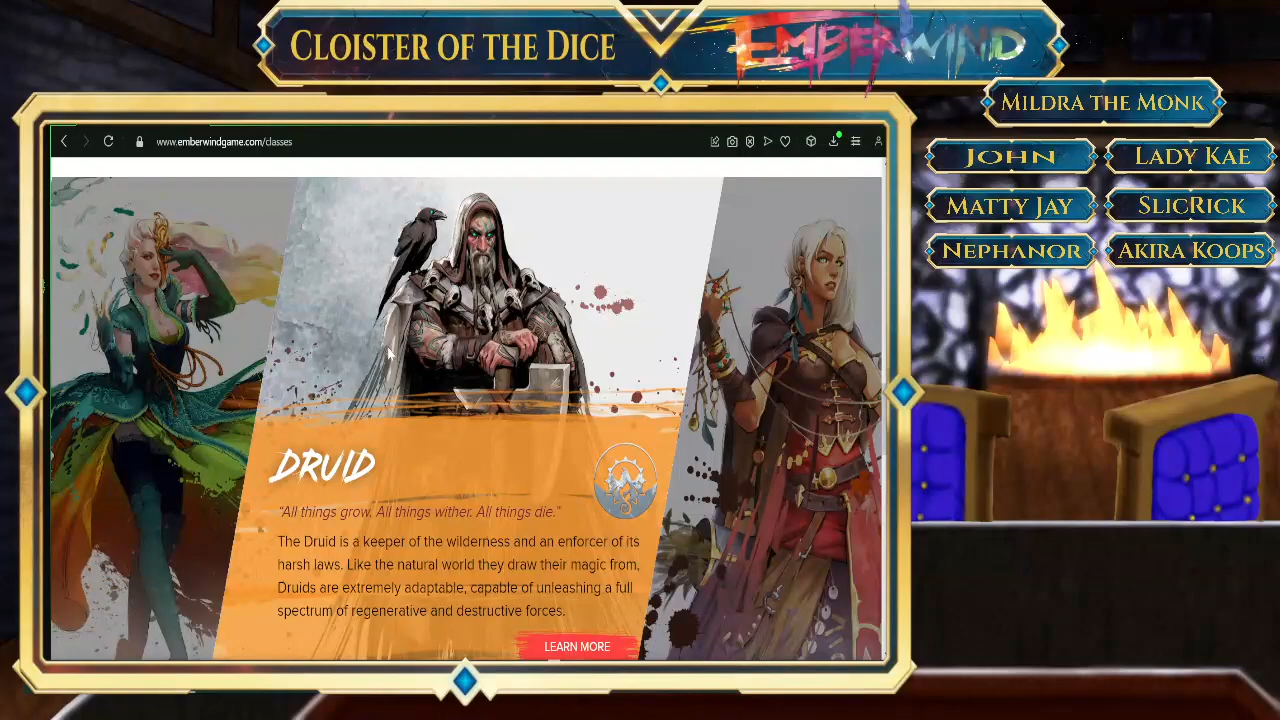 CLOISTER OF THE DICE
EMBERWIND
MILDRA THE MONK
JOHN
LADY KAE
MATTY JAY
SLICRICK
NEPHANOR
AKIRA KOOPS
www.emberwindgame.com/classes
DRUID
"All things grow. All things wither. All things die."
The Druid is a keeper of the wilderness and an enforcer of its
harsh laws. Like the natural world they draw their magic from,
Druids are extremely adaptable, capable of unleashing a full
spectrum of regenerative and destructive forces.
LEARN MORE